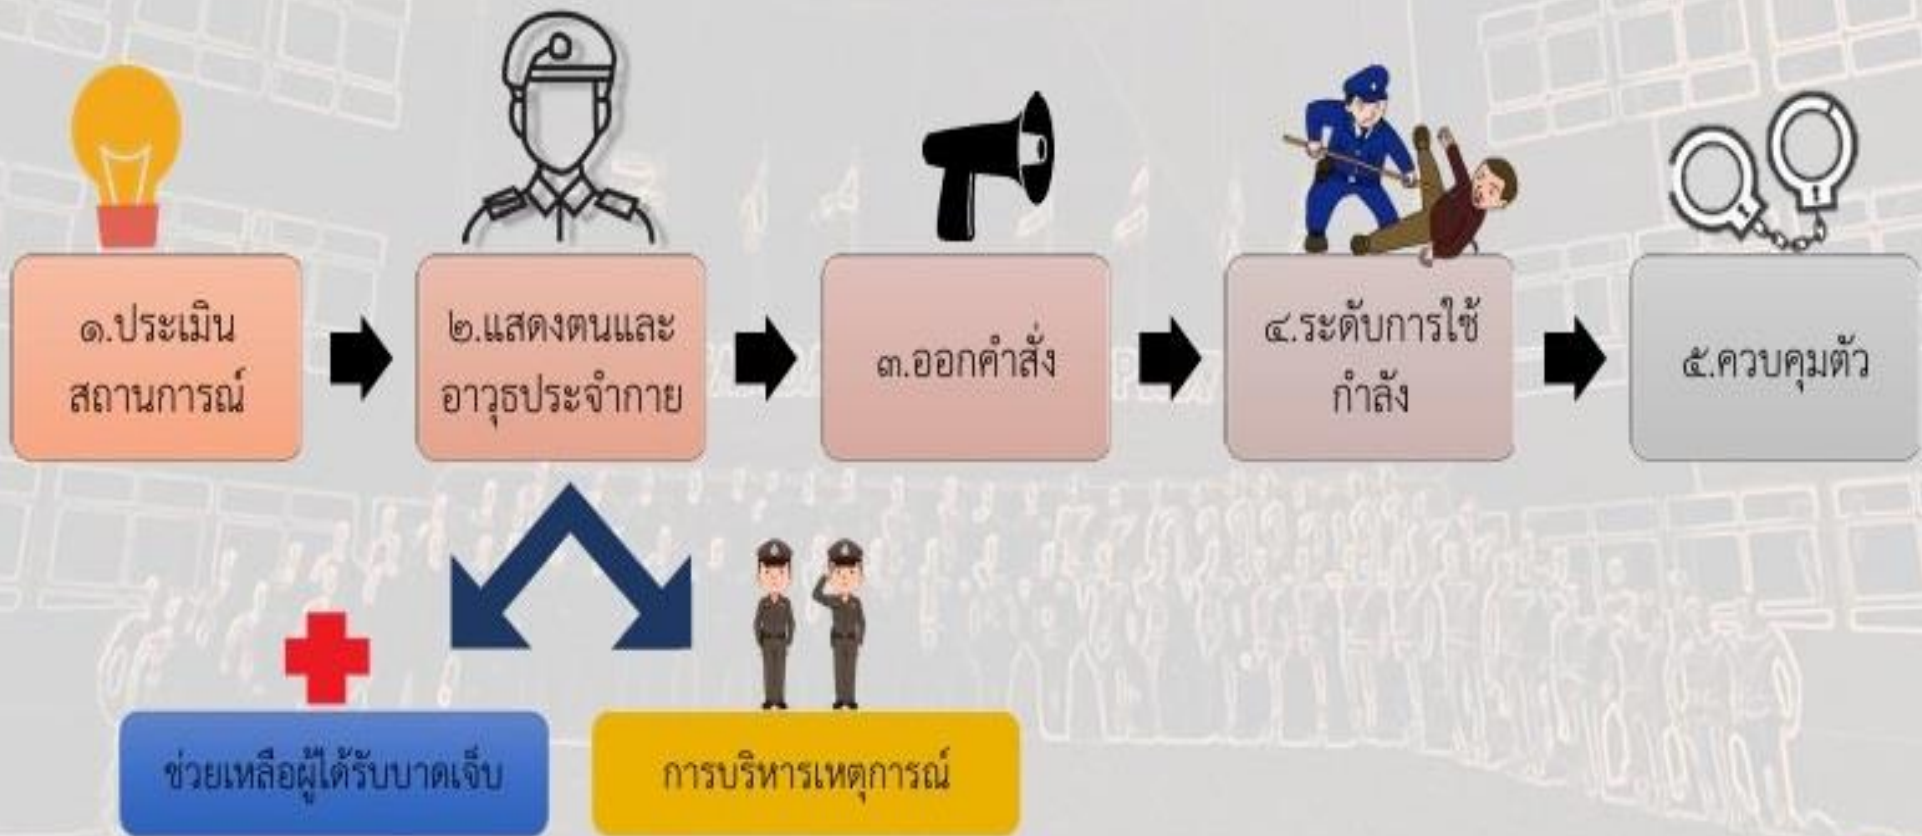 ๑.ประเมิน
สถานการณ์
๒.แสดงตนและ
อาวุธประจำกาย
๓.ออกคำสั่ง
๔.ระดับการใช้
กำลัง
๕.ควบคุมตัว
ช่วยเหลือผู้ได้รับบาดเจ็บ
การบริหารเหตุการณ์